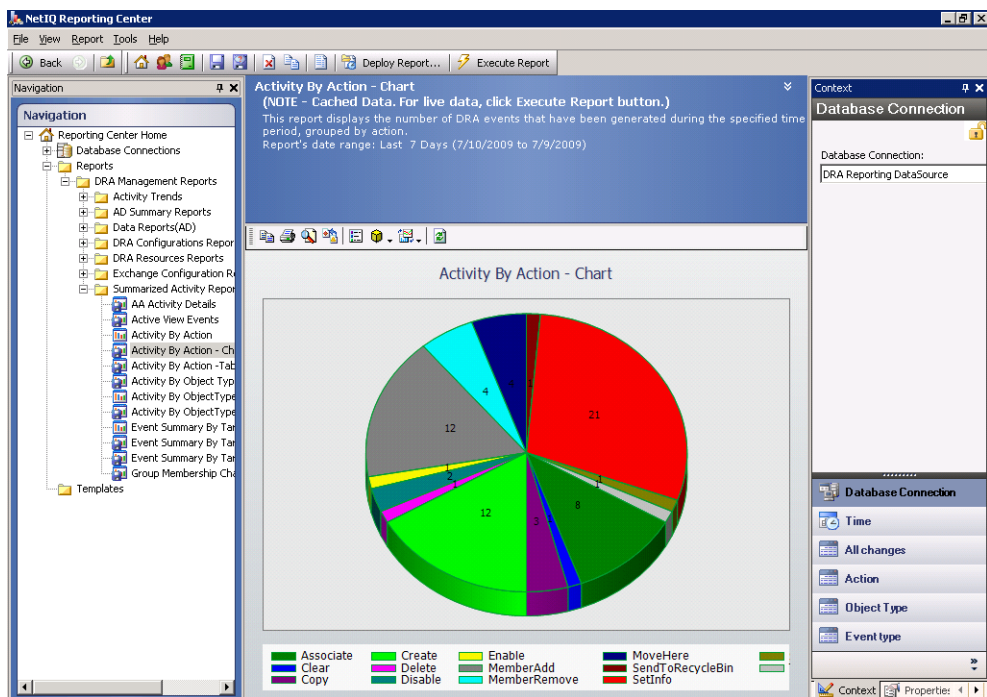 NetIQ Reporting Center
File View Report Tools Help
Back Deploy Report... Execute Report
Navigation
Navigation
Reporting Center Home
Database Connections
Reports
DRA Management Reports
Activity Trends
AD Summary Reports
Data Reports(AD)
DRA Configurations Repor
DRA Resources Reports
Exchange Configuration R
Summarized Activity Repor
AA Activity Details
Active View Events
Activity By Action
Activity By Action - Ch
Activity By Action -Tab
Activity By Object Typ
Activity By ObjectType
Activity By ObjectType
Event Summary By Tar
Event Summary By Tar
Event Summary By Tar
Group Membership Cha
Templates
Activity By Action - Chart
(NOTE - Cached Data. For live data, click Execute Report button.)
This report displays the number of DRA events that have been generated during the specified time
period, grouped by action.
Report's date range: Last 7 Days (7/10/2009 to 7/9/2009)
Activity By Action - Chart
4
4
1
21
12
1
2
1
1
1
12
3
8
Associate Create Enable MoveHere
Clear Delete MemberAdd SendToRecycleBin
Copy Disable MemberRemove SetInfo
Context
Database Connection
Database Connection:
DRA Reporting DataSource
Database Connection
Time
All changes
Action
Object Type
Event type
Context Properties